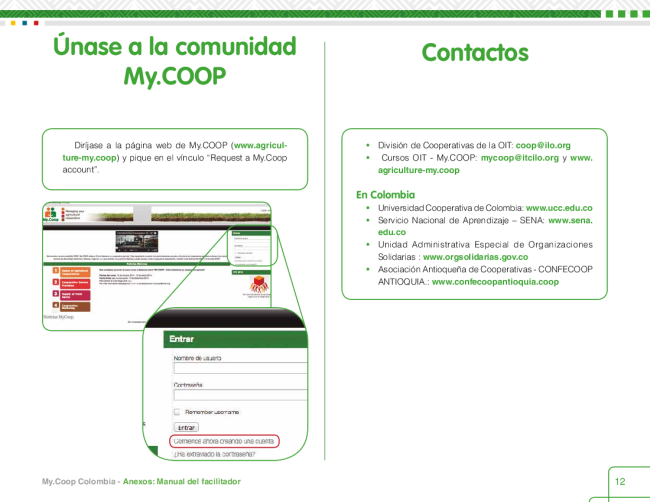 Únase a la comunidad
My.COOP
Diríjase a la página web de My.COOP (www.agricul-
ture-my.coop) y pique en el vínculo “Request a My.Coop
account”.
My.Coop
Managing your
agricultural
cooperative
Noticias MyCoop
Entrar
Nombre de usuario
Contraseña
Remember username
Entrar
Comience ahora creando una cuenta
¿Ha extraviado la contraseña?
Contactos
• División de Cooperativas de la OIT: coop@ilo.org
• Cursos OIT - My.COOP: mycoop@itcilo.org y www.
agriculture-my.coop
En Colombia
• Universidad Cooperativa de Colombia: www.ucc.edu.co
• Servicio Nacional de Aprendizaje – SENA: www.sena.
edu.co
• Unidad Administrativa Especial de Organizaciones
Solidarias : www.orgsolidarias.gov.co
• Asociación Antioqueña de Cooperativas - CONFECOOP
ANTIOQUIA.: www.confecoopantioquia.coop
My.Coop Colombia - Anexos: Manual del facilitador
12